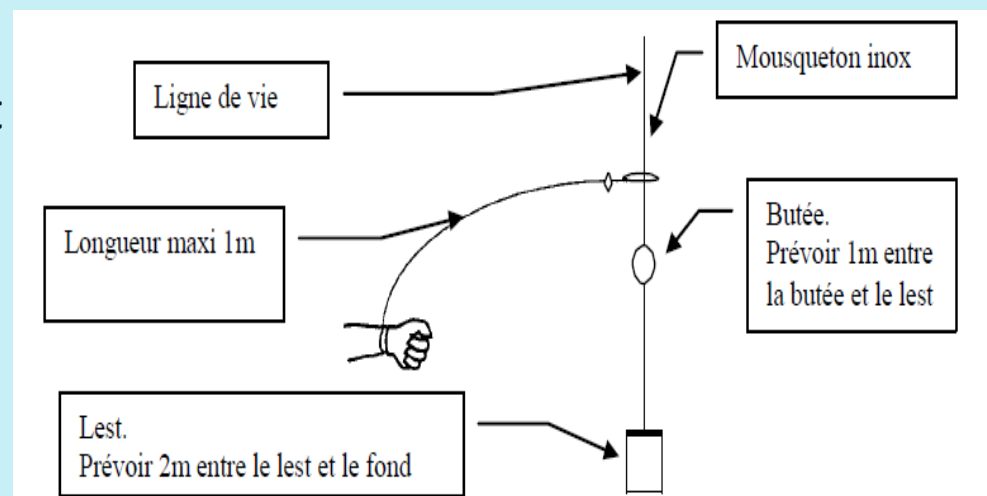 Mousqueton inox
Ligne de vie
Longueur maxi 1m
Butée.
Prévoir 1m entre
la butée et le lest
Lest.
Prévoir 2m entre le lest et le fond